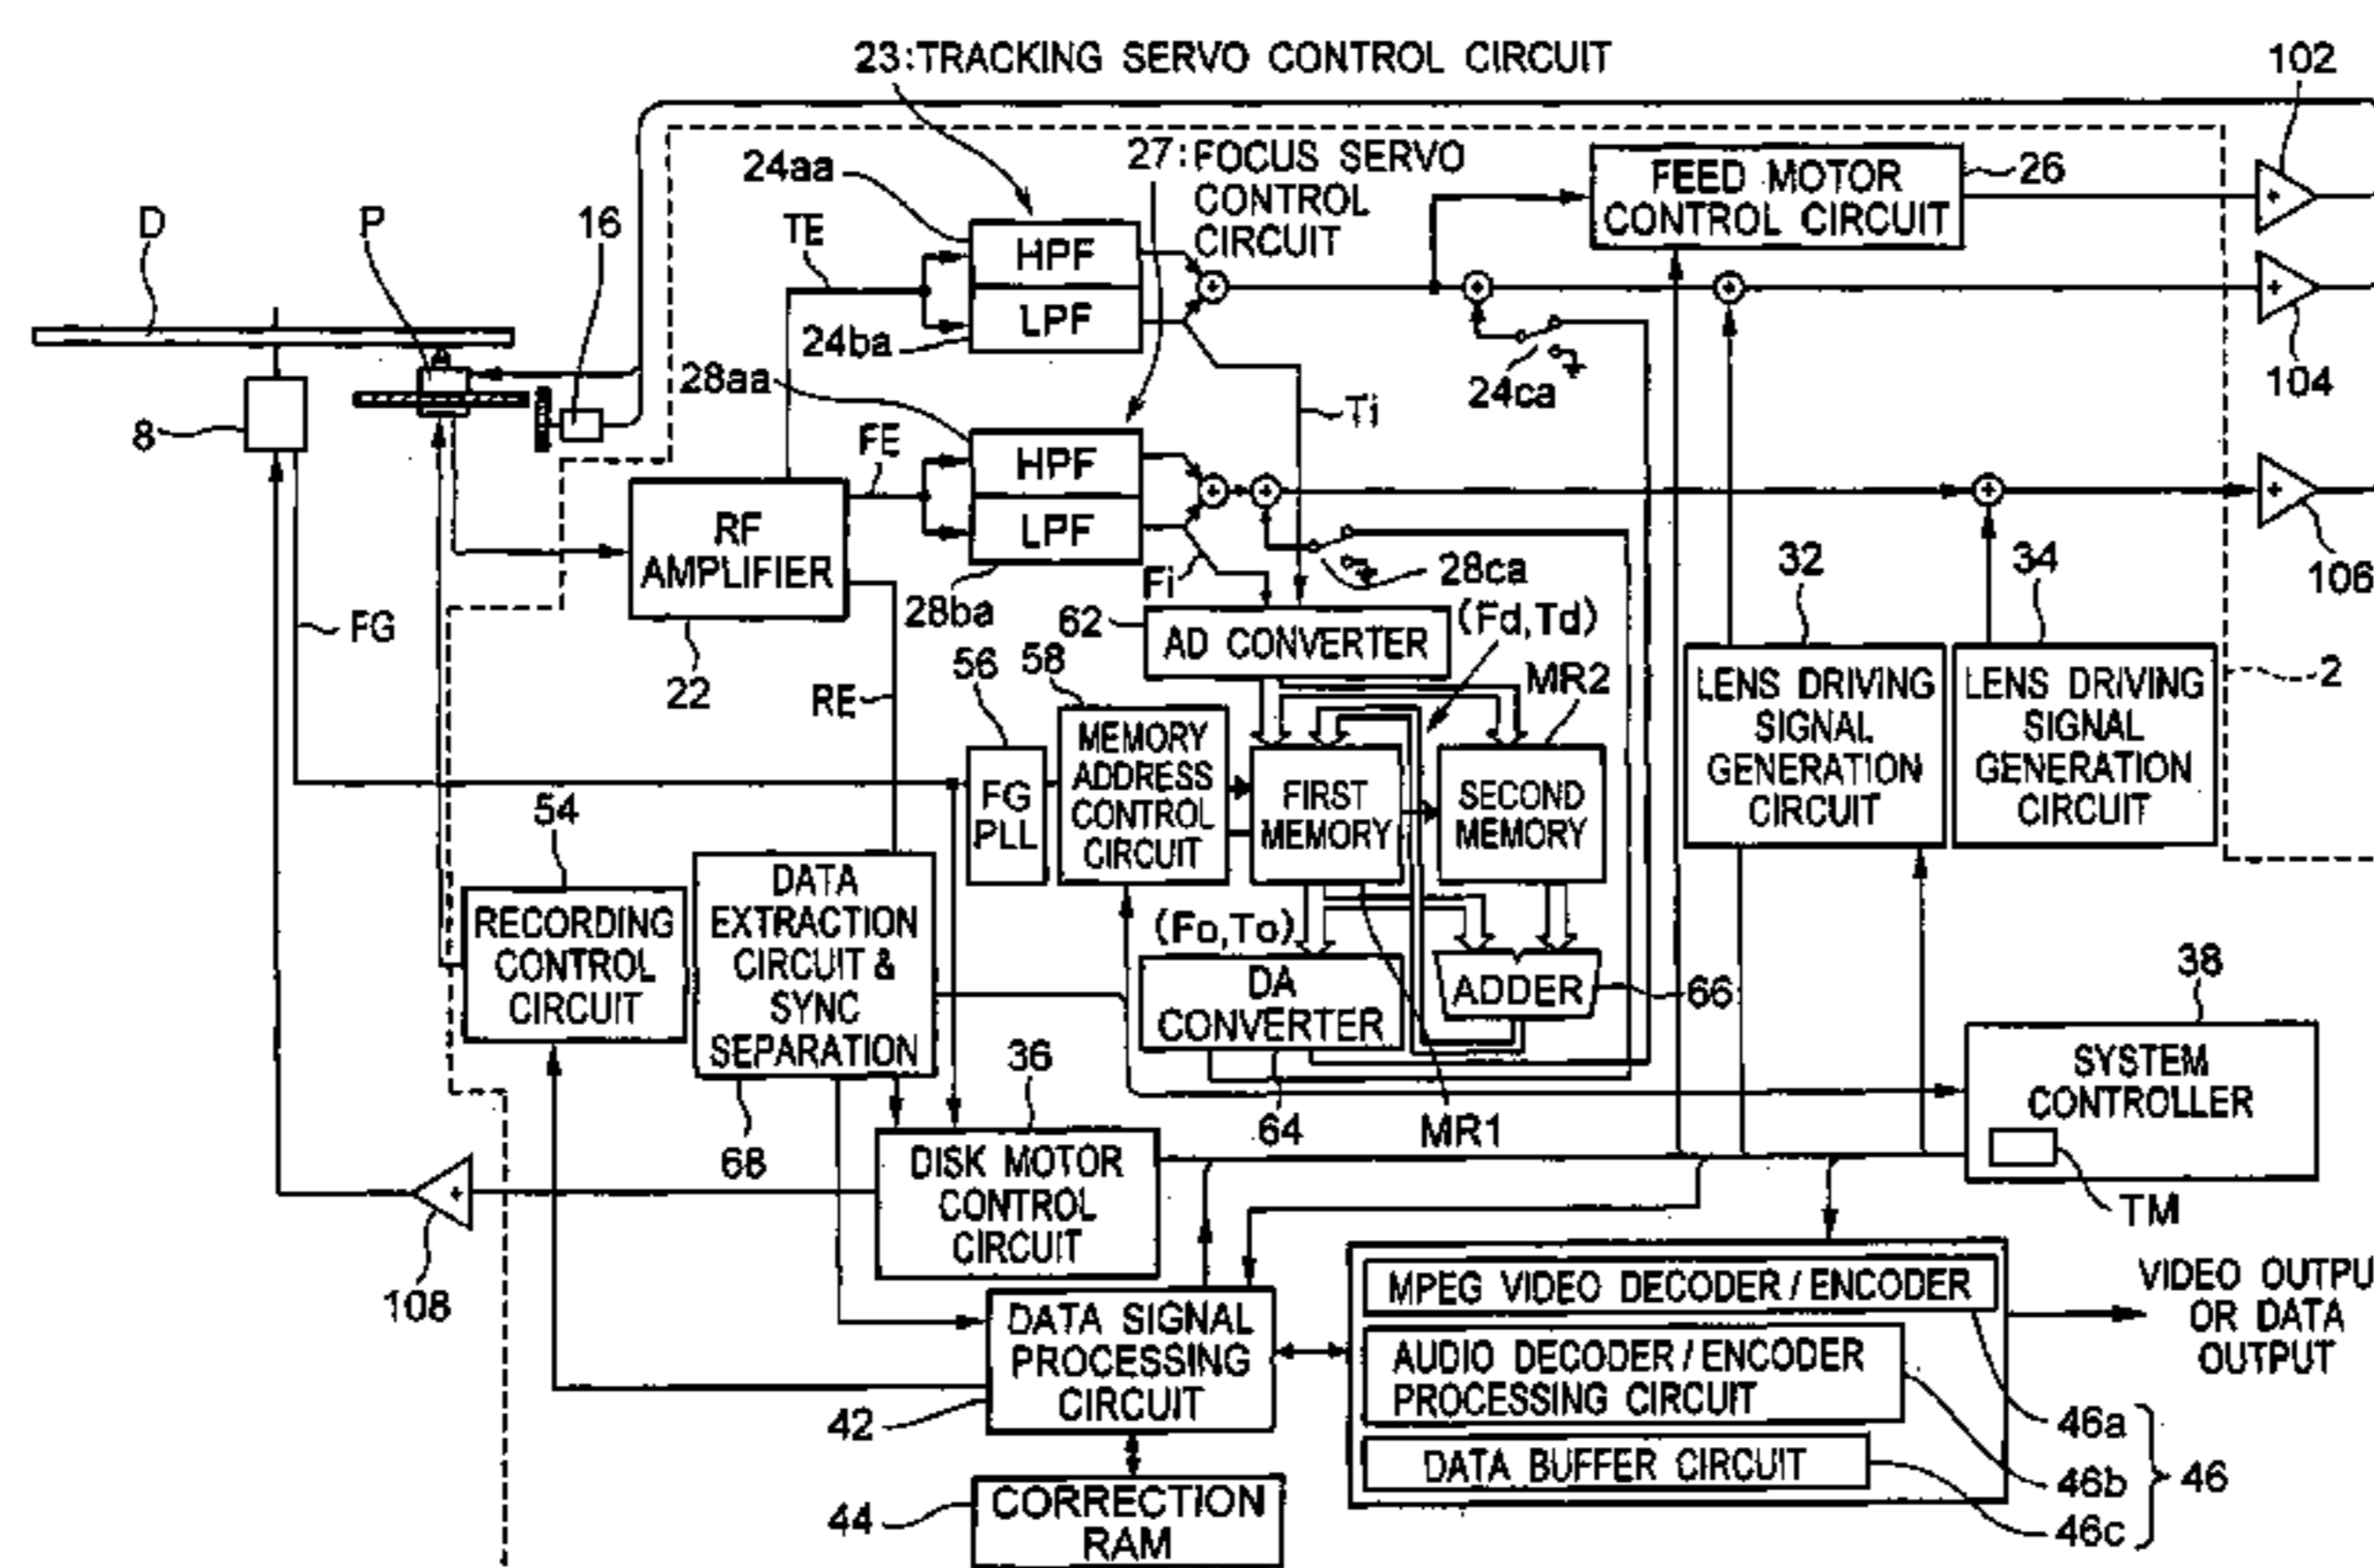 23:TRACKING SERVO CONTROL CIRCUIT
102
27:FOCUS SERVO
CONTROL
CIRCUIT
24aa
FEED MOTOR
CONTROL CIRCUIT
26
D
P
16
TE
HPF
LPF
24ba
24ca
104
28aa
Ti
8
FE
HPF
LPF
RF
AMPLIFIER
Fi
28ca
32
34
106
28ba
FG
62
AD CONVERTER
(Fd,Td)
22
56
58
MR2
2
RE
LENS DRIVING
SIGNAL
GENERATION
CIRCUIT
LENS DRIVING
SIGNAL
GENERATION
CIRCUIT
MEMORY
ADDRESS
CONTROL
CIRCUIT
FG
PLL
FIRST
MEMORY
SECOND
MEMORY
54
DATA
EXTRACTION
CIRCUIT &
SYNC
SEPARATION
RECORDING
CONTROL
CIRCUIT
(Fo,To)
DA
CONVERTER
ADDER
66
38
36
SYSTEM
CONTROLLER
68
64
MR1
DISK MOTOR
CONTROL
CIRCUIT
TM
108
MPEG VIDEO DECODER/ENCODER
VIDEO OUTPU
OR DATA
OUTPUT
DATA SIGNAL
PROCESSING
CIRCUIT
AUDIO DECODER/ENCODER
PROCESSING CIRCUIT
42
46a
DATA BUFFER CIRCUIT
46b
46
44
CORRECTION
RAM
46c